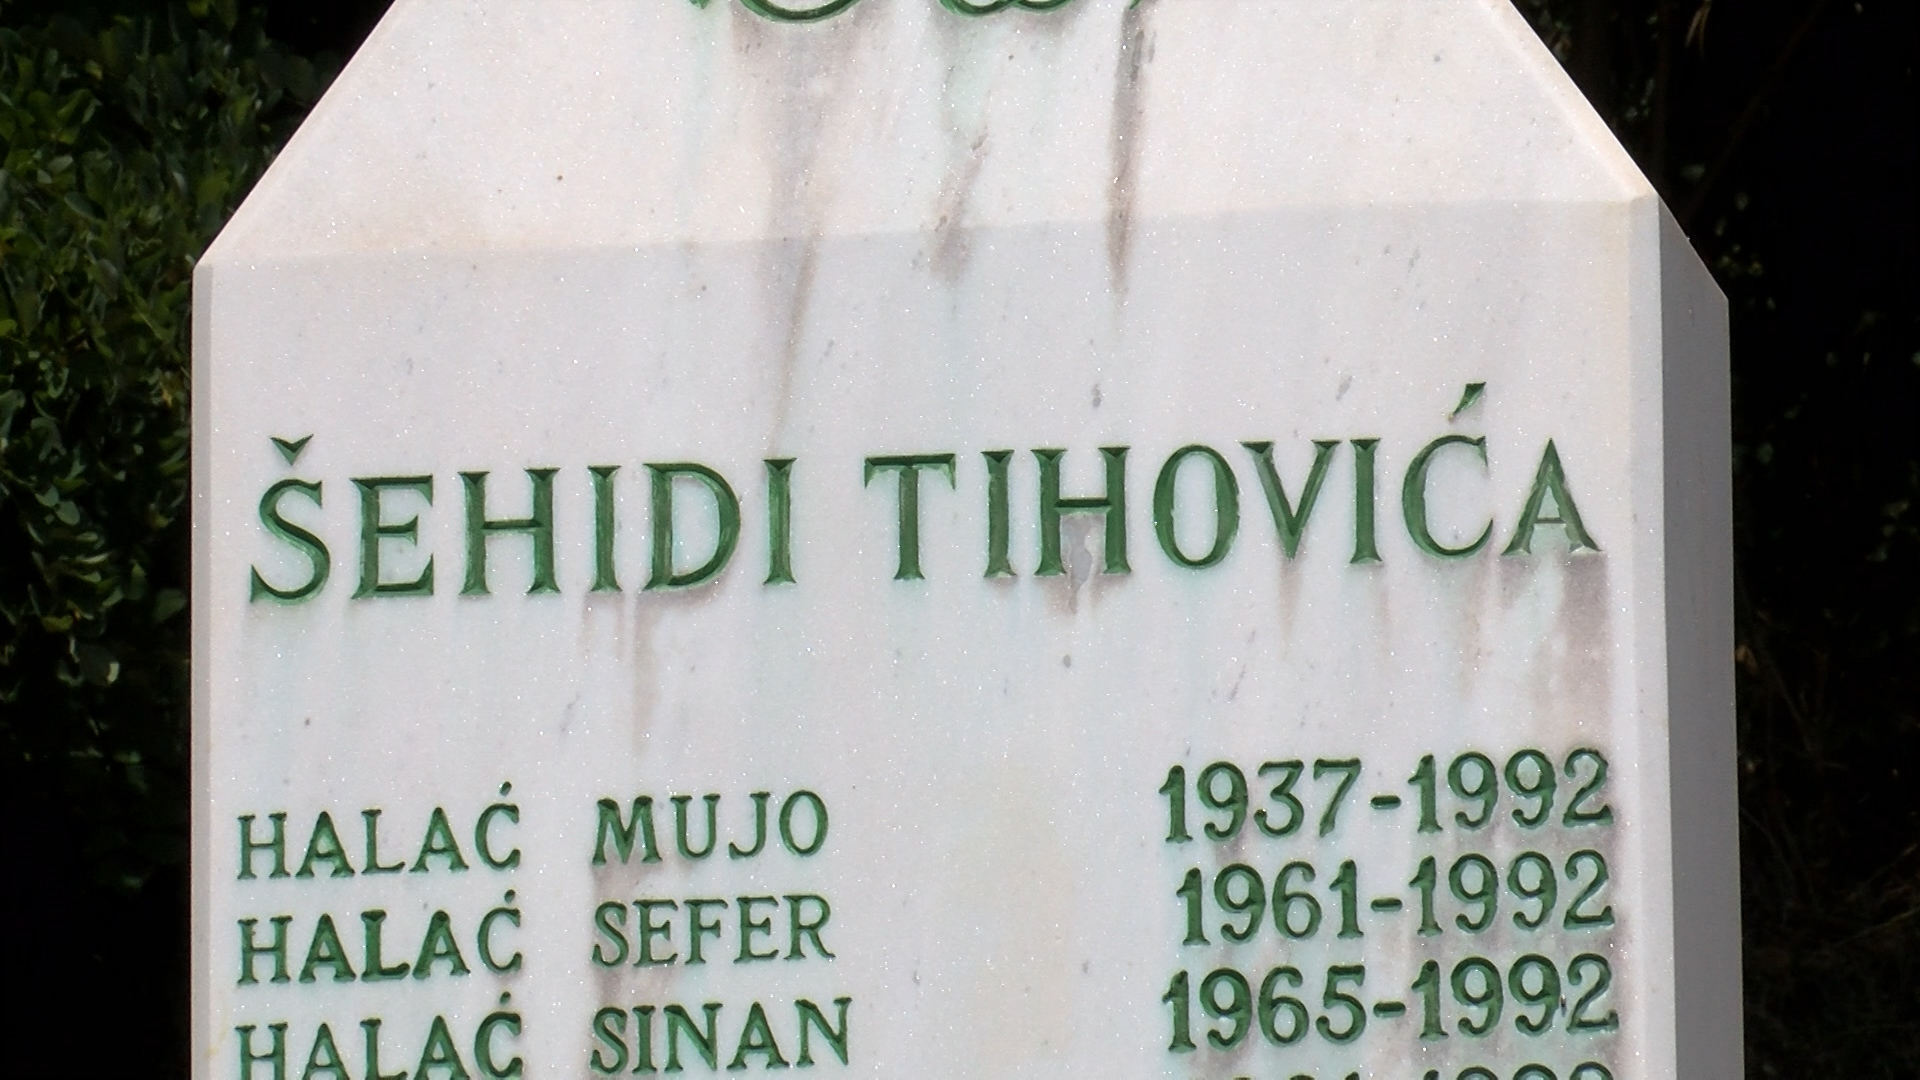 ŠEHIDI TIHOVIĆA
HALAĆ MUJO 1937-1992
HALAĆ SEFER 1961-1992
HALAĆ SINAN 1965-1992